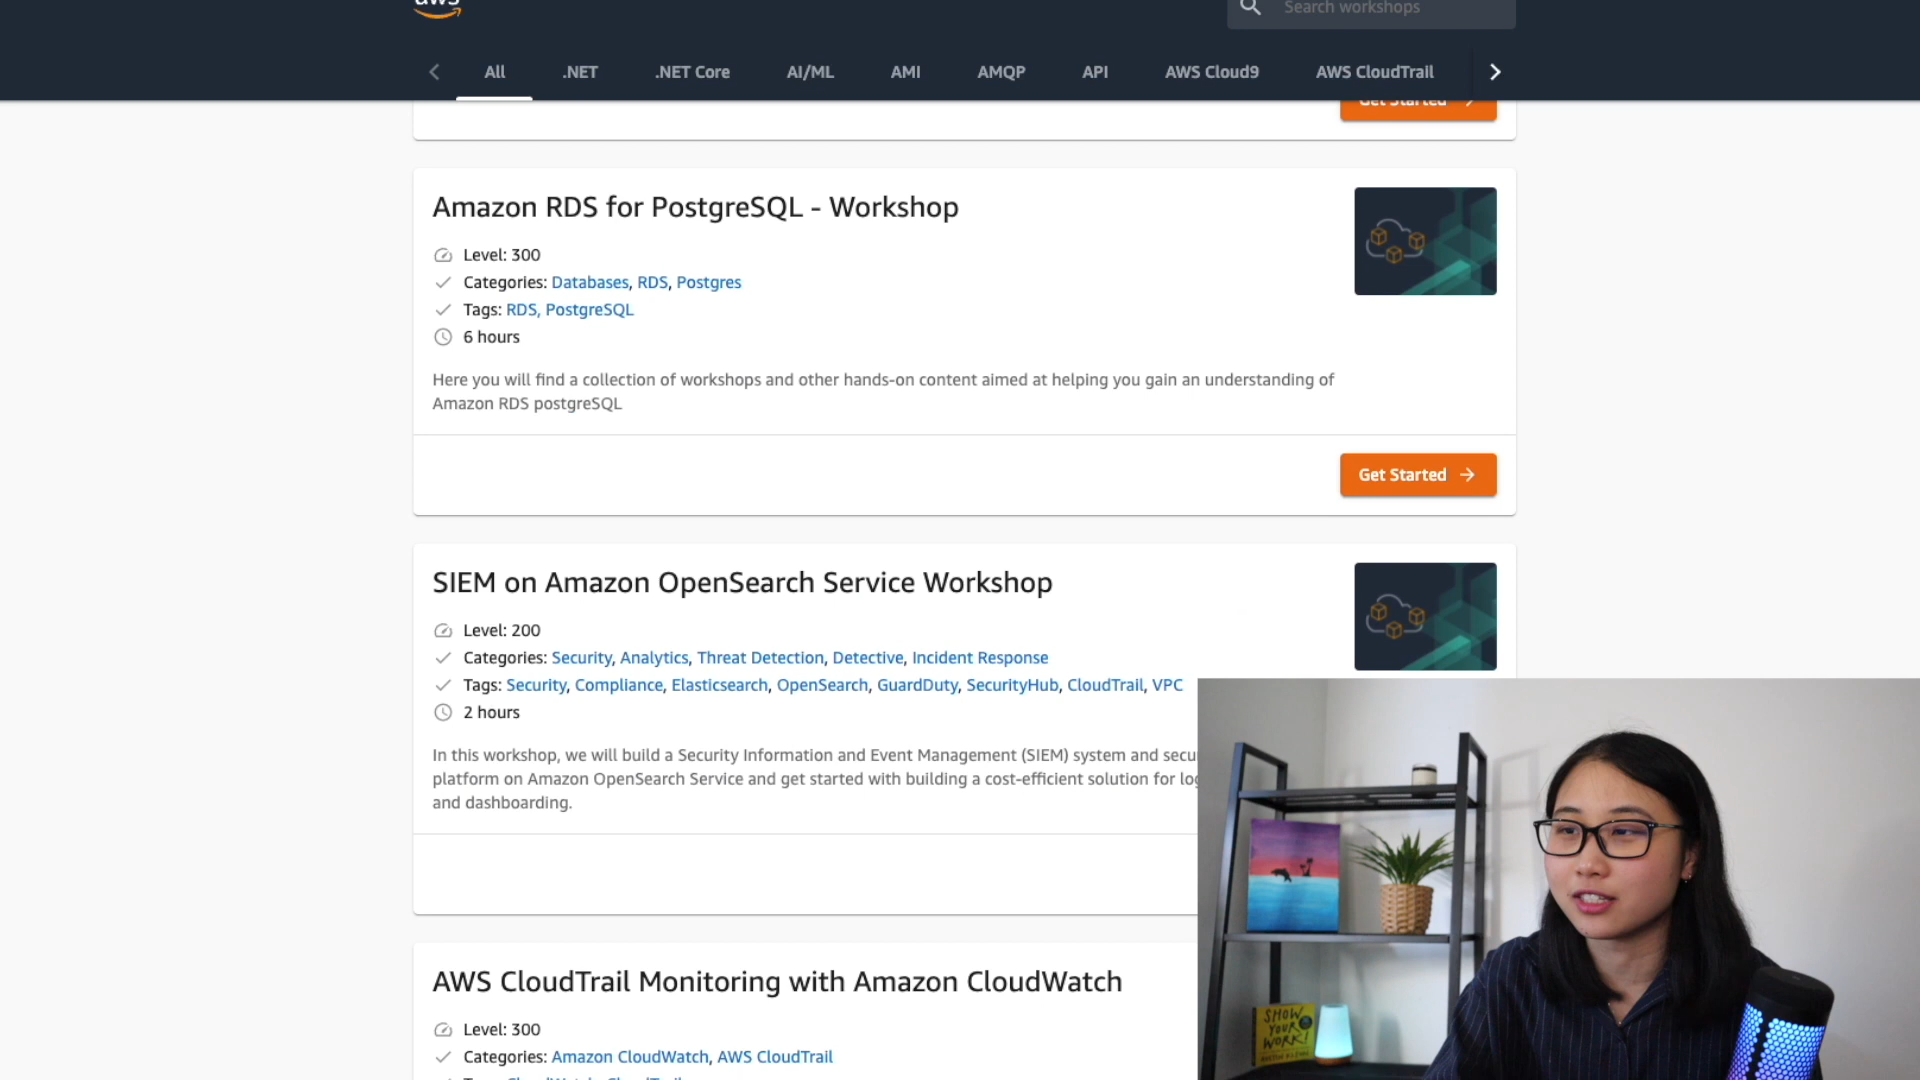 aws
Search workshops
All .NET .NET Core AI/ML AMI AMQP API AWS Cloud9 AWS CloudTrail
Get Started
Amazon RDS for PostgreSQL - Workshop
Level: 300
Categories: Databases, RDS, Postgres
Tags: RDS, PostgreSQL
6 hours
Here you will find a collection of workshops and other hands-on content aimed at helping you gain an understanding of
Amazon RDS postgreSQL
Get Started
SIEM on Amazon OpenSearch Service Workshop
Level: 200
Categories: Security, Analytics, Threat Detection, Detective, Incident Response
Tags: Security, Compliance, Elasticsearch, OpenSearch, GuardDuty, SecurityHub, CloudTrail, VPC
2 hours
In this workshop, we will build a Security Information and Event Management (SIEM) system and secu
platform on Amazon OpenSearch Service and get started with building a cost-efficient solution for
and dashboarding.
AWS CloudTrail Monitoring with Amazon CloudWatch
Level: 300
Categories: Amazon CloudWatch, AWS CloudTrail
SHOW
YOUR
WORK!